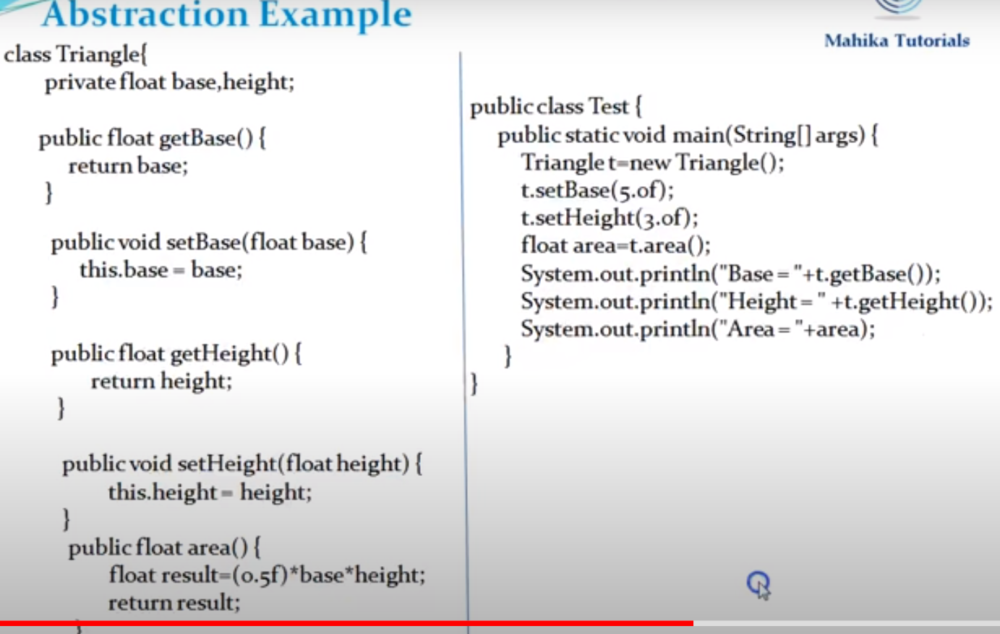 Abstraction Example
Mahika Tutorials
class Triangle{
private float base,height;
public float getBase() {
return base;
}
public void setBase(float base) {
this.base = base;
}
public float getHeight() {
return height;
}
public void setHeight(float height) {
this.height = height;
}
public float area() {
float result=(0.5f)*base*height;
return result;
}
public class Test {
public static void main(String[] args) {
Triangle t=new Triangle();
t.setBase(5.0f);
t.setHeight(3.0f);
float area=t.area();
System.out.println("Base = "+t.getBase());
System.out.println("Height = " +t.getHeight());
System.out.println("Area = "+area);
}
}